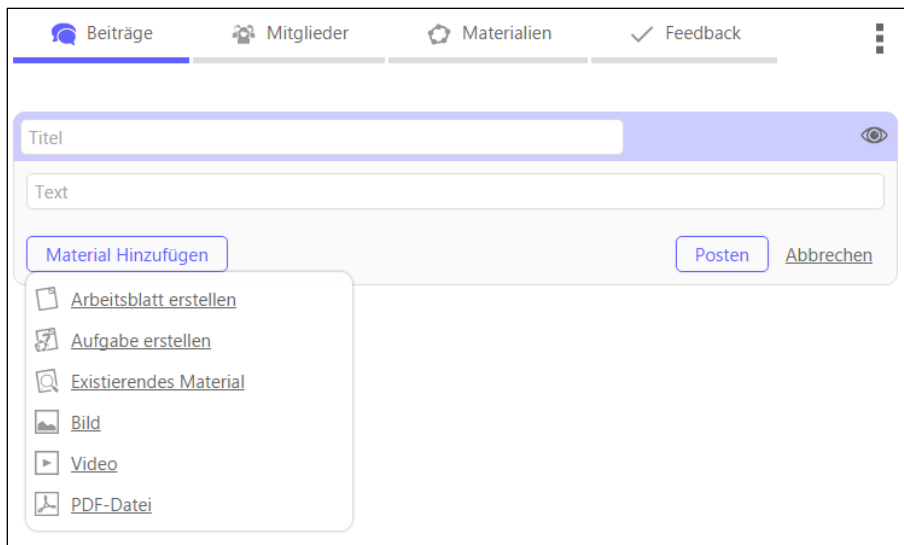 Beiträge Mitglieder Materialien Feedback
Titel
Text
Material Hinzufügen Posten Abbrechen
Arbeitsblatt erstellen
Aufgabe erstellen
Existierendes Material
Bild
Video
PDF-Datei